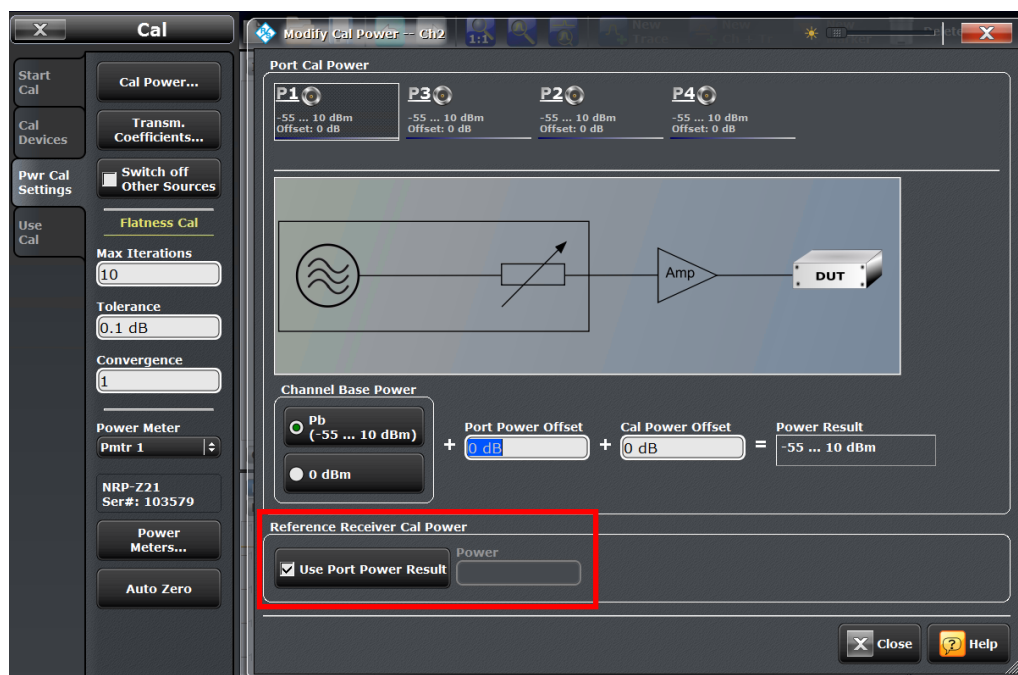 X
Cal
Start
Cal
Cal
Devices
Pwr Cal
Settings
Use
Cal
Cal Power...
Transm.
Coefficients...
Switch off
Other Sources
Flatness Cal
Max Iterations
10
Tolerance
0.1 dB
Convergence
1
Power Meter
Pmtr 1
NRP-Z21
Ser#: 103579
Power
Meters...
Auto Zero
Modify Cal Power -- Ch2
1:1
New
Trace
X
Port Cal Power
P1 P3 P2 P4
-55 ... 10 dBm -55 ... 10 dBm -55 ... 10 dBm -55 ... 10 dBm
Offset: 0 dB Offset: 0 dB Offset: 0 dB Offset: 0 dB
Amp
DUT
Channel Base Power
Pb
(-55 ... 10 dBm)
0 dBm
+
Port Power Offset
0 dB
+
Cal Power Offset
0 dB
=
Power Result
-55 ... 10 dBm
Reference Receiver Cal Power
Use Port Power Result
Power
X Close
? Help